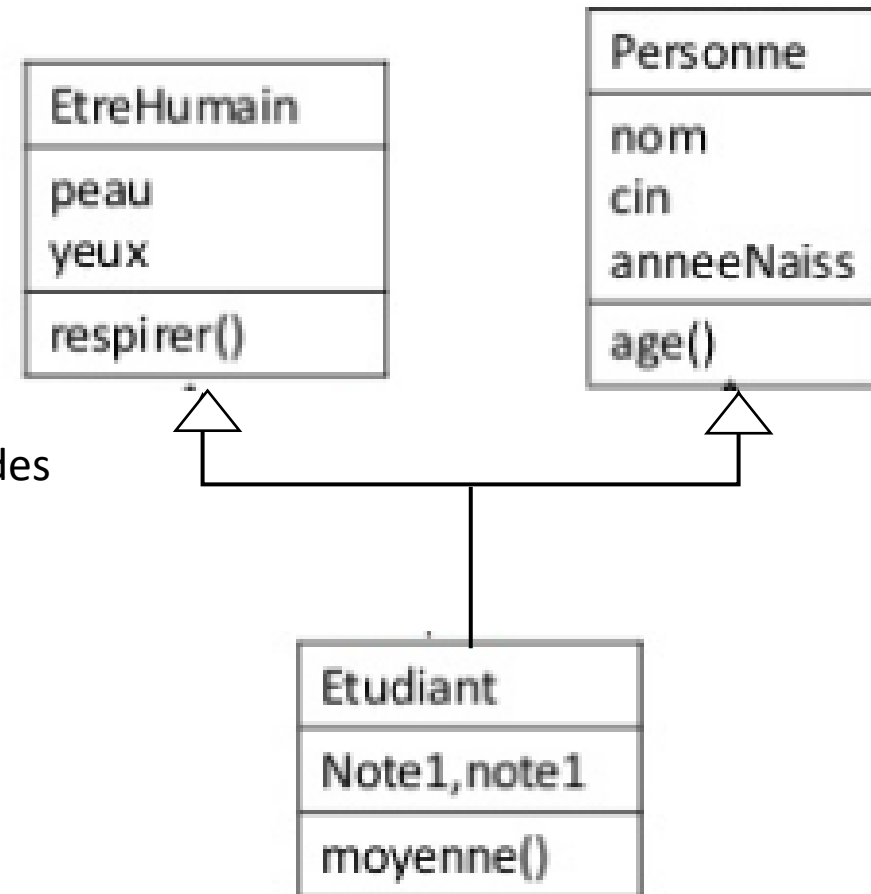 EtreHumain
peau
yeux
respirer()
Personne
nom
cin
anneeNaiss
age()
des
Etudiant
Note1,note1
moyenne()